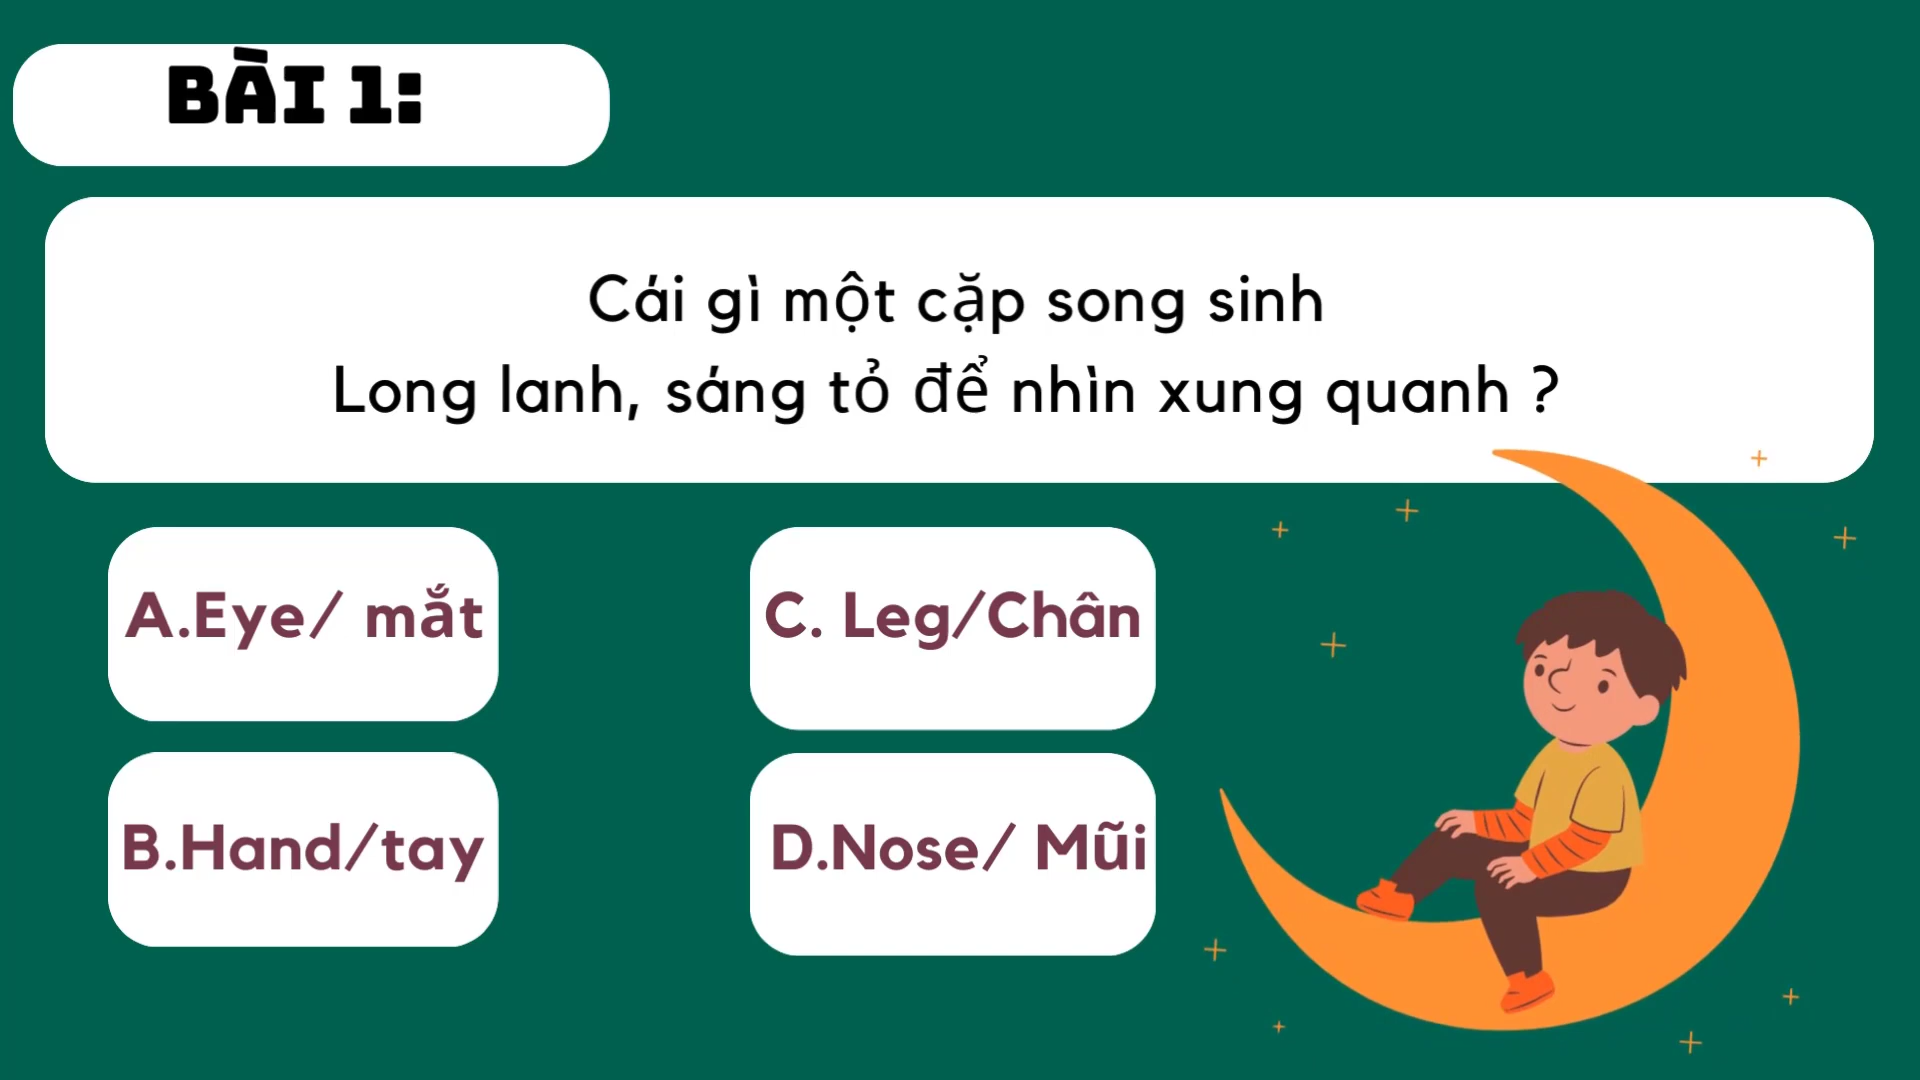 BÀI 1:
Cái gì một cặp song sinh
Long lanh, sáng tỏ để nhìn xung quanh ?
A.Eye/ mắt
C. Leg/Chân
B.Hand/tay
D.Nose/ Mũi